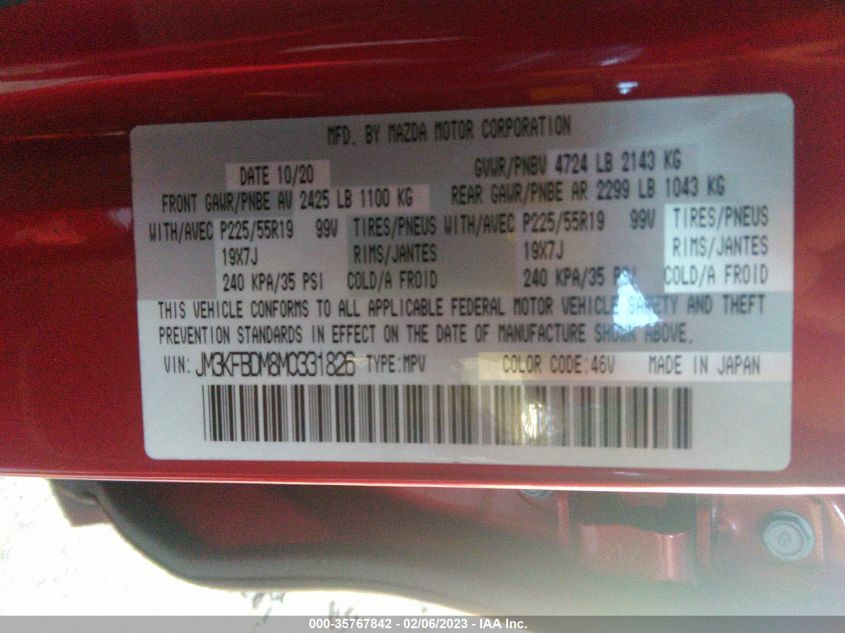 MFD. BY MAZDA MOTOR CORPORATION
DATE 10/20 GVWR/PNBV 4724 LB 2143 KG
FRONT GAWR/PNBE AV 2425 LB 1100 KG REAR GAWR/PNBE AR 2299 LB 1043 KG
WITH/AVEC P225/55R19 99V TIRES/PNEUS WITH/AVEC P225/55R19 99V TIRES/PNEUS
19X7J RIMS/JANTES 19X7J RIMS/JANTES
240 KPA/35 PSI COLD/A FROID 240 KPA/35 PSI COLD/A FROID
THIS VEHICLE CONFORMS TO ALL APPLICABLE FEDERAL MOTOR VEHICLE SAFETY AND THEFT
PREVENTION STANDARDS IN EFFECT ON THE DATE OF MANUFACTURE SHOWN ABOVE.
VIN: JM3KFBDM8M0331826 TYPE:MPV COLOR CODE:46V MADE IN JAPAN
000-35767842 - 02/06/2023 - IAA Inc.